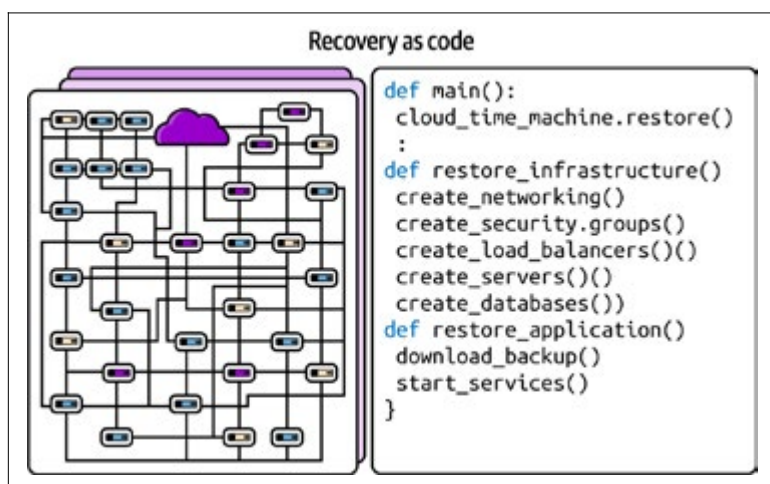 Recovery as code
def main():
cloud_time_machine.restore()
:
def restore_infrastructure()
create_networking()
create_security.groups()
create_load_balancers()()
create_servers()()
create_databases())
def restore_application()
download_backup()
start_services()
}